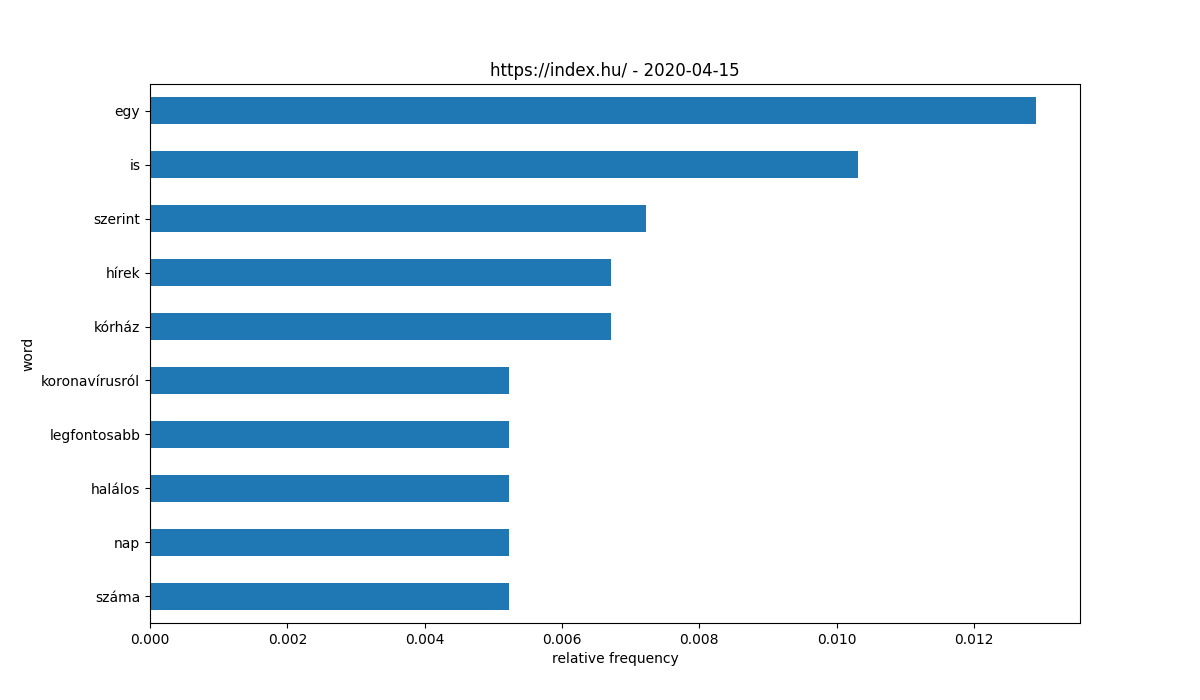 https://index.hu/ - 2020-04-15
egy
is
szerint
hírek
kórház
koronavírusról
legfontosabb
halálos
nap
száma
word
0.000 0.002 0.004 0.006 0.008 0.010 0.012
relative frequency